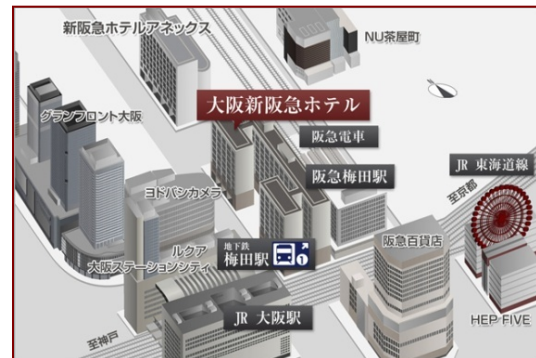 新阪急ホテルアネックス
NU茶屋町
大阪新阪急ホテル
グランフロント大阪
阪急電車
JR 東海道線
阪急梅田駅
至京都
ヨドバシカメラ
阪急百貨店
地下鉄
梅田駅
1
ルクア
大阪ステーションシティ
JR 大阪駅
HEP FIVE
至神戸